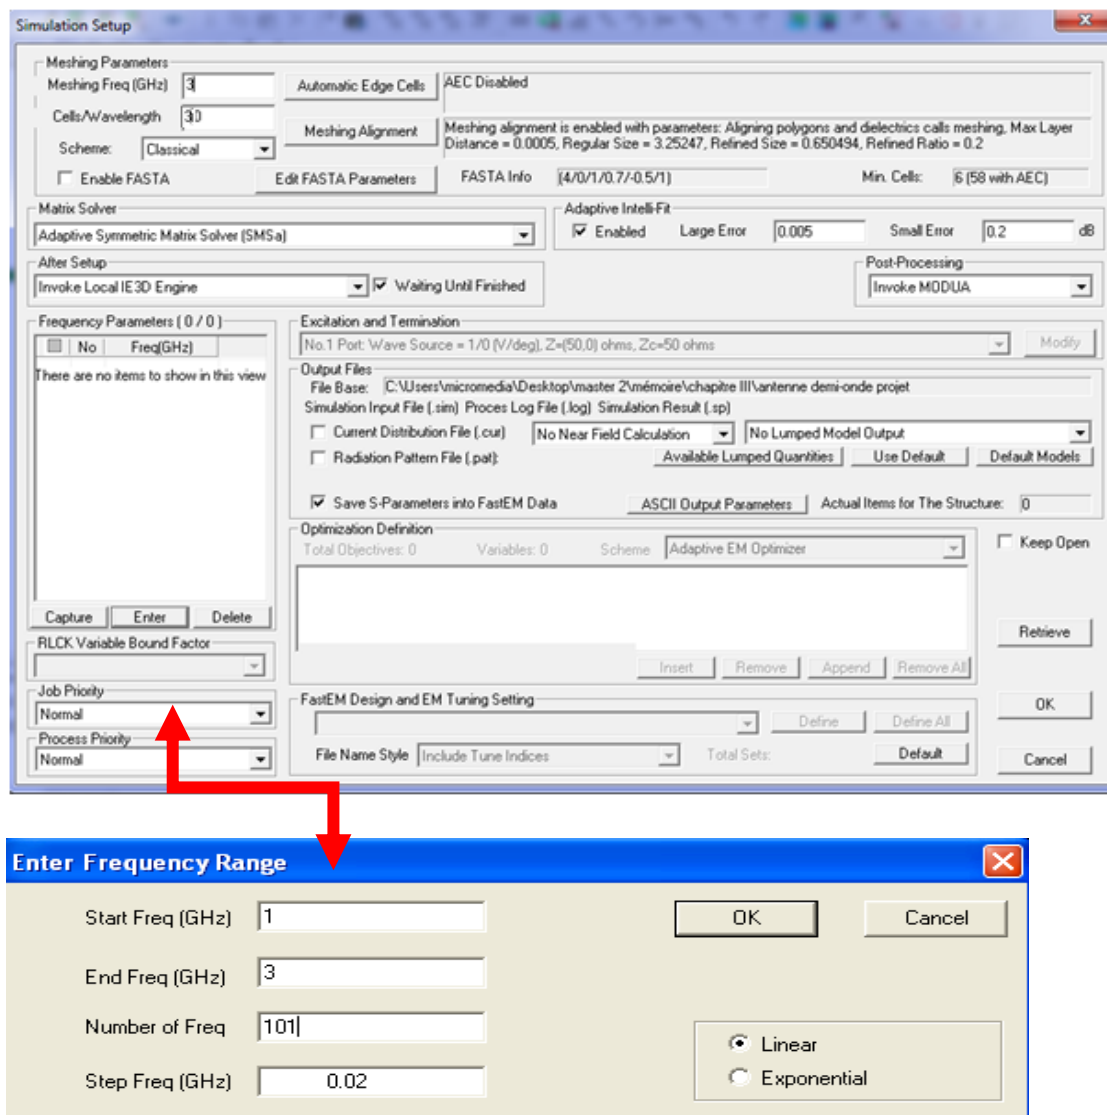 Simulation Setup
Meshing Parameters
Meshing Freq (GHz) 3 Automatic Edge Cells AEC Disabled
Cells/Wavelength 30 Meshing Alignment Meshing alignment is enabled with parameters: Aligning polygons and dielectrics calls meshing, Max Layer
Distance = 0.0005, Regular Size = 3.25247, Refined Size = 0.650494, Refined Ratio = 0.2
Scheme: Classical
Enable FASTA Edit FASTA Parameters FASTA Info (4/0/1/0.7/-0.5/1) Min. Cells: 6 (58 with AEC)
Matrix Solver
Adaptive Symmetric Matrix Solver (SMSa)
Adaptive Intelli-Fit
Enabled Large Error 0.005 Small Error 0.2 dB
After Setup
Invoke Local IE3D Engine Waiting Until Finished
Post-Processing
Invoke MODUA
Frequency Parameters ( 0 / 0 )
No Freq(GHz)
There are no items to show in this view
Capture Enter Delete
Excitation and Termination
No.1 Port: Wave Source = 1/0 (V/deg), Z=(50,0) ohms, Zc=50 ohms Modify
Output Files
File Base: C:\Users\micromedia\Desktop\master 2\mémoire\chapitre III\antenne demi-onde projet
Simulation Input File (.sim) Proces Log File (.log) Simulation Result (.sp)
Current Distribution File (.cur) No Near Field Calculation No Lumped Model Output
Radiation Pattern File (.pat): Available Lumped Quantities Use Default Default Models
Save S-Parameters into FastEM Data ASCII Output Parameters Actual Items for The Structure: 0
Optimization Definition
Total Objectives: 0 Variables: 0 Scheme Adaptive EM Optimizer
Insert Remove Append Remove All
Keep Open
Retrieve
OK
Cancel
RLCK Variable Bound Factor
Job Priority
Normal
Process Priority
Normal
FastEM Design and EM Tuning Setting
Define Define All
File Name Style Include Tune Indices Total Sets: Default
Enter Frequency Range
Start Freq (GHz) 1 OK Cancel
End Freq (GHz) 3
Number of Freq 101
Linear
Step Freq (GHz) 0.02
Exponential